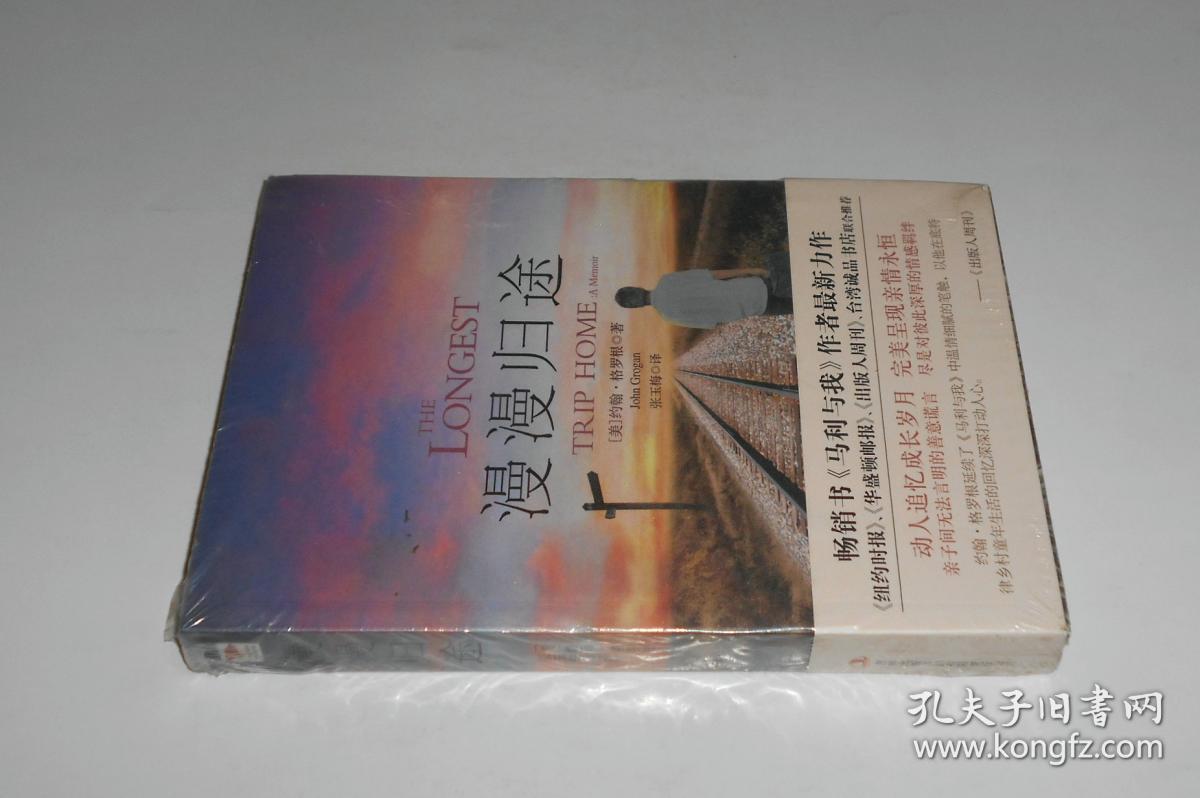 THE
LONGEST
漫漫归途
TRIP HOME :A Memoir
[美]约翰·格罗根◎著
John Grogan
张玉梅◎译
畅销书《马利与我》作者最新力作
《纽约时报》、《华盛顿邮报》、《出版人周刊》、台湾诚品书店联合推荐
动人追忆成长岁月 完美呈现亲情永恒
亲子间无法言明的善意谎言 尽是对彼此深厚的情感羁绊
约翰·格罗根延续了《马利与我》中温情细腻的笔触，以他在底特
律乡村童年生活的回忆深深打动人心。
——《出版人周刊》
漫漫归途
孔夫子旧书网
www.kongfz.com